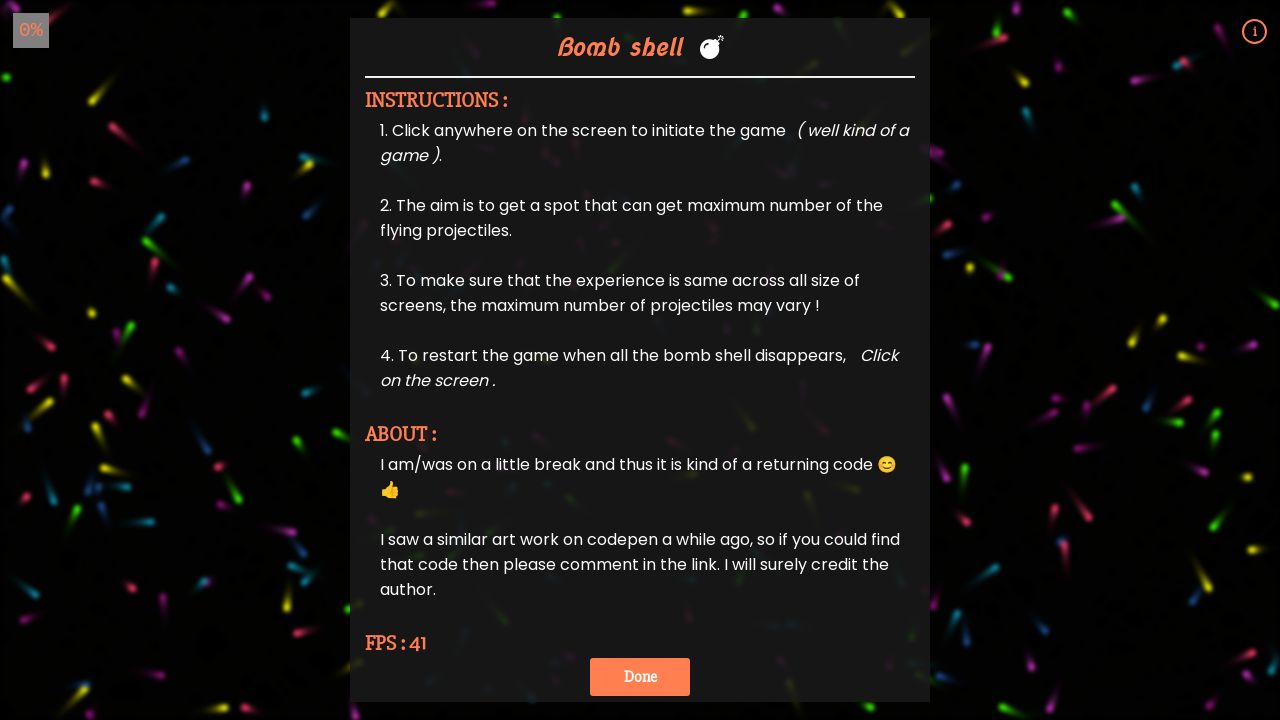 0%
i
Bomb shell 💣
INSTRUCTIONS :
1. Click anywhere on the screen to initiate the game ( well kind of a
game ).
2. The aim is to get a spot that can get maximum number of the
flying projectiles.
3. To make sure that the experience is same across all size of
screens, the maximum number of projectiles may vary !
4. To restart the game when all the bomb shell disappears, Click
on the screen .
ABOUT :
I am/was on a little break and thus it is kind of a returning code 😊
👍
I saw a similar art work on codepen a while ago, so if you could find
that code then please comment in the link. I will surely credit the
author.
FPS : 41
Done